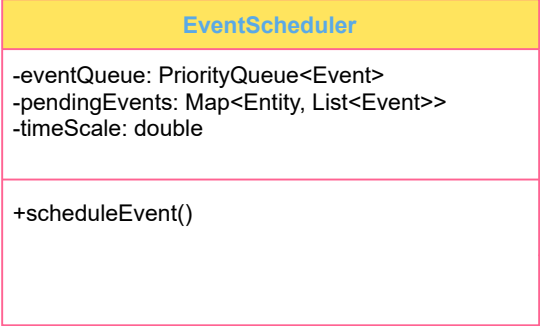 EventScheduler
-eventQueue: PriorityQueue<Event>
-pendingEvents: Map<Entity, List<Event>>
-timeScale: double
+scheduleEvent()